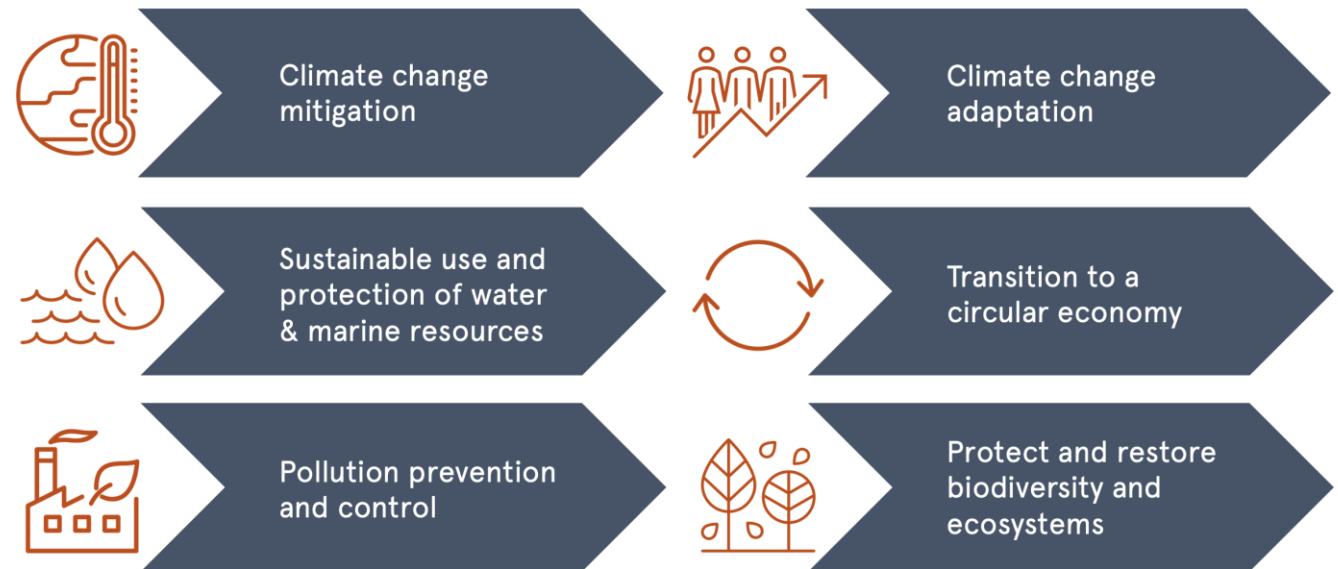 Climate change
mitigation
Climate change
adaptation
Sustainable use and
protection of water
& marine resources
Transition to a
circular economy
Pollution prevention
and control
Protect and restore
biodiversity and
ecosystems